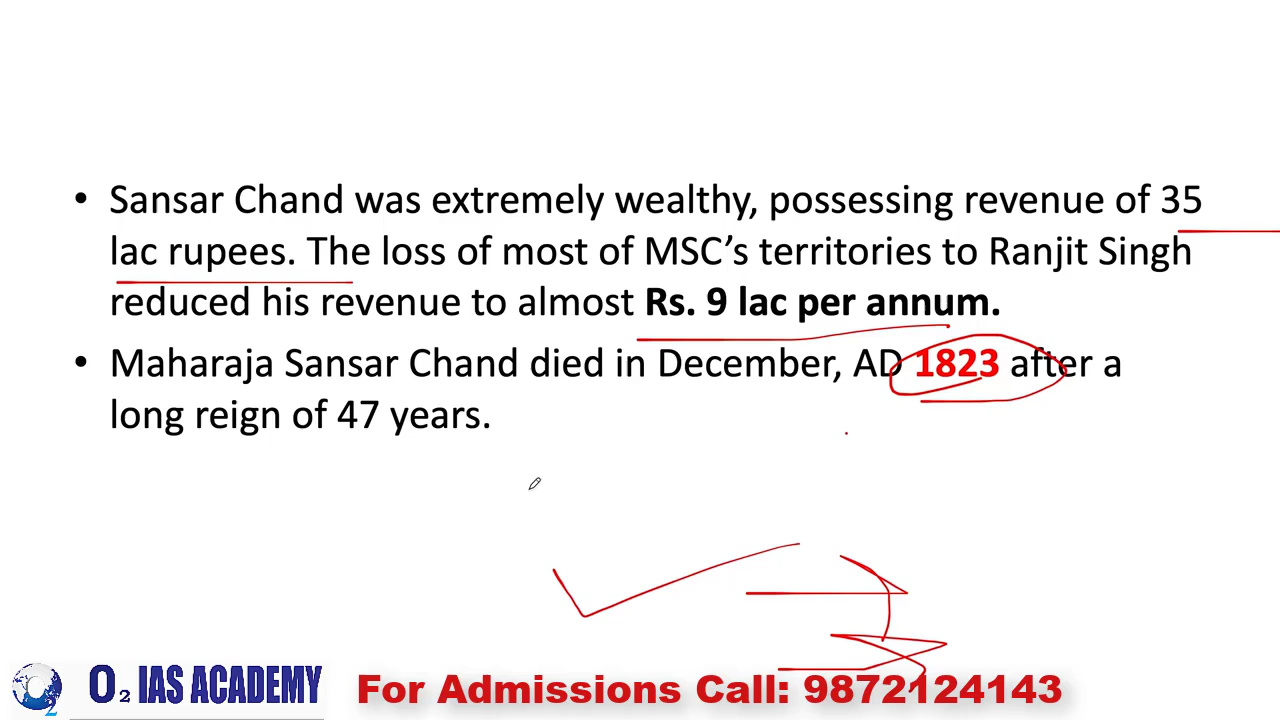 • Sansar Chand was extremely wealthy, possessing revenue of 35
lac rupees. The loss of most of MSC's territories to Ranjit Singh
reduced his revenue to almost Rs. 9 lac per annum.
• Maharaja Sansar Chand died in December, AD 1823 after a
long reign of 47 years.
2 O2 IAS ACADEMY For Admissions Call: 9872124143